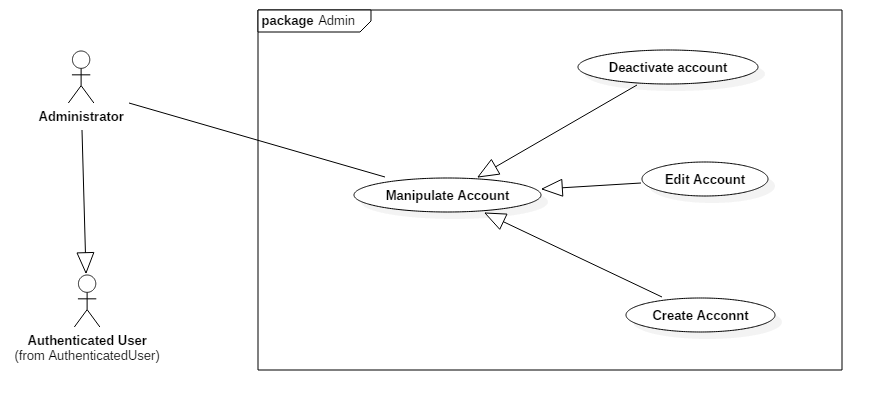 package Admin
Deactivate account
Administrator
Edit Account
Manipulate Account
Create Acconnt
Authenticated User
(from AuthenticatedUser)